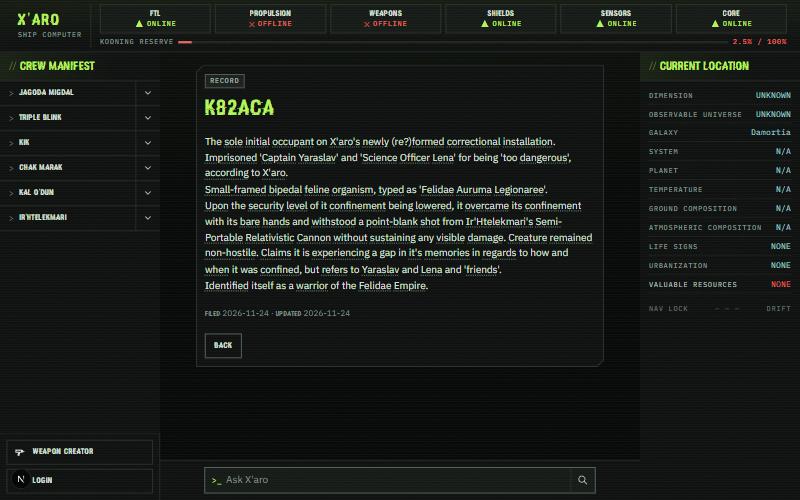 X'ARO
SHIP COMPUTER
FTL
ONLINE
PROPULSION
OFFLINE
WEAPONS
OFFLINE
SHIELDS
ONLINE
SENSORS
ONLINE
CORE
ONLINE
KODNING RESERVE
2.5% / 100%
// CREW MANIFEST
> JAGODA MIGDAL
> TRIPLE BLINK
> KIK
> CHAK MARAK
> KAL O'DUN
> IR'HTELEKMARI
WEAPON CREATOR
N LOGIN
RECORD
K82ACA
The sole initial occupant on X'aro's newly (re?)formed correctional installation.
Imprisoned 'Captain Yaraslav' and 'Science Officer Lena' for being 'too dangerous',
according to X'aro.
Small-framed bipedal feline organism, typed as 'Felidae Auruma Legionaree'.
Upon the security level of it confinement being lowered, it overcame its confinement
with its bare hands and withstood a point-blank shot from Ir'Htelekmari's Semi-
Portable Relativistic Cannon without sustaining any visible damage. Creature remained
non-hostile. Claims it is experiencing a gap in it's memories in regards to how and
when it was confined, but refers to Yaraslav and Lena and 'friends'.
Identified itself as a warrior of the Felidae Empire.
FILED 2026-11-24 · UPDATED 2026-11-24
BACK
>_ Ask X'aro
// CURRENT LOCATION
DIMENSION UNKNOWN
OBSERVABLE UNIVERSE UNKNOWN
GALAXY Damortia
SYSTEM N/A
PLANET N/A
TEMPERATURE N/A
GROUND COMPOSITION N/A
ATMOSPHERIC COMPOSITION N/A
LIFE SIGNS NONE
URBANIZATION NONE
VALUABLE RESOURCES NONE
NAV LOCK – – – DRIFT